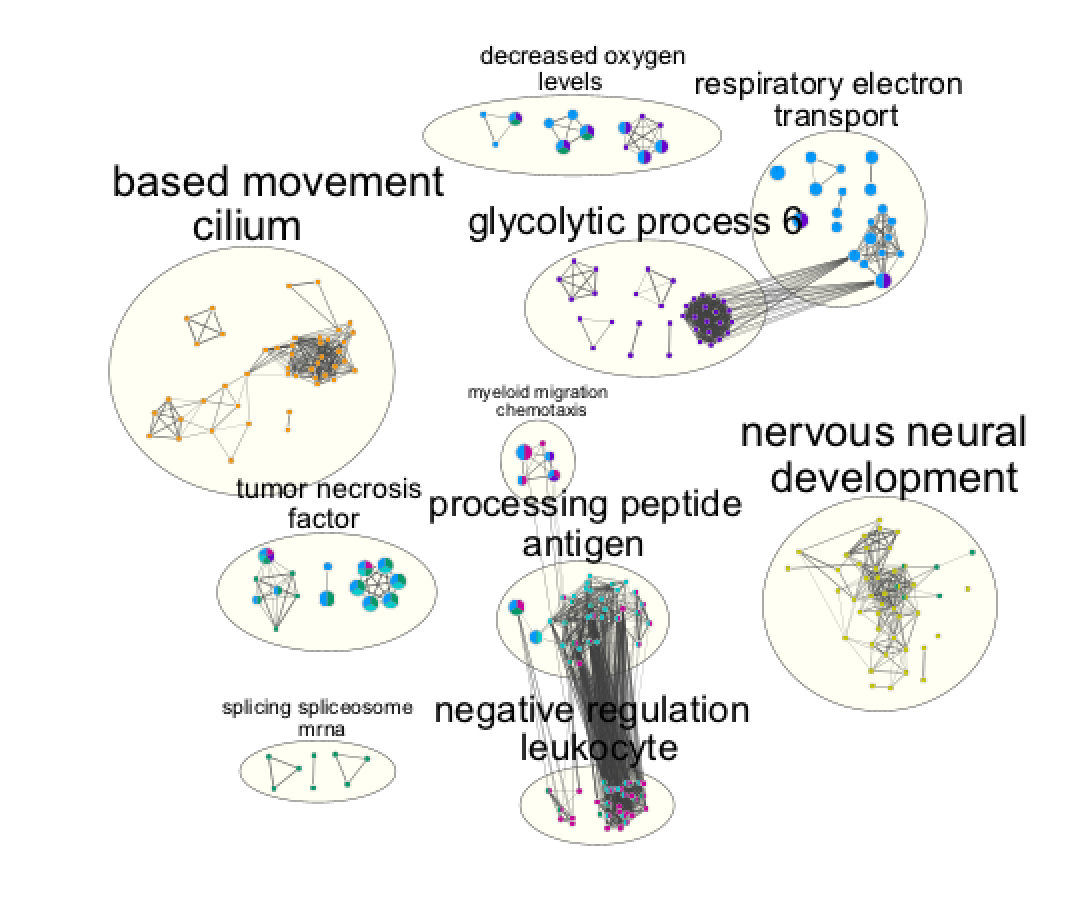 decreased oxygen
levels
respiratory electron
transport
based movement
cilium
glycolytic process 6
myeloid migration
chemotaxis
nervous neural
development
tumor necrosis
factor
processing peptide
antigen
splicing spliceosome
mrna
negative regulation
leukocyte